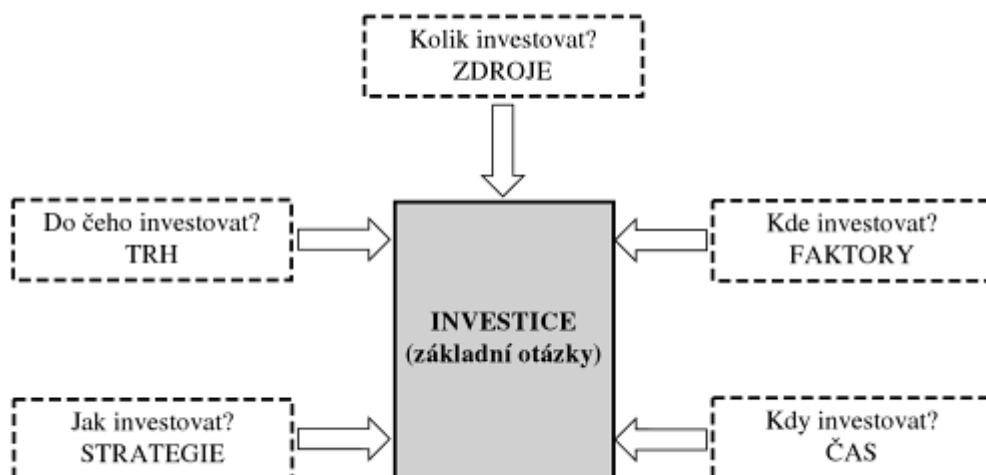 Kolik investovat?
ZDROJE
Do čeho investovat?
TRH
Kde investovat?
FAKTORY
INVESTICE
(základní otázky)
Jak investovat?
STRATEGIE
Kdy investovat?
ČAS